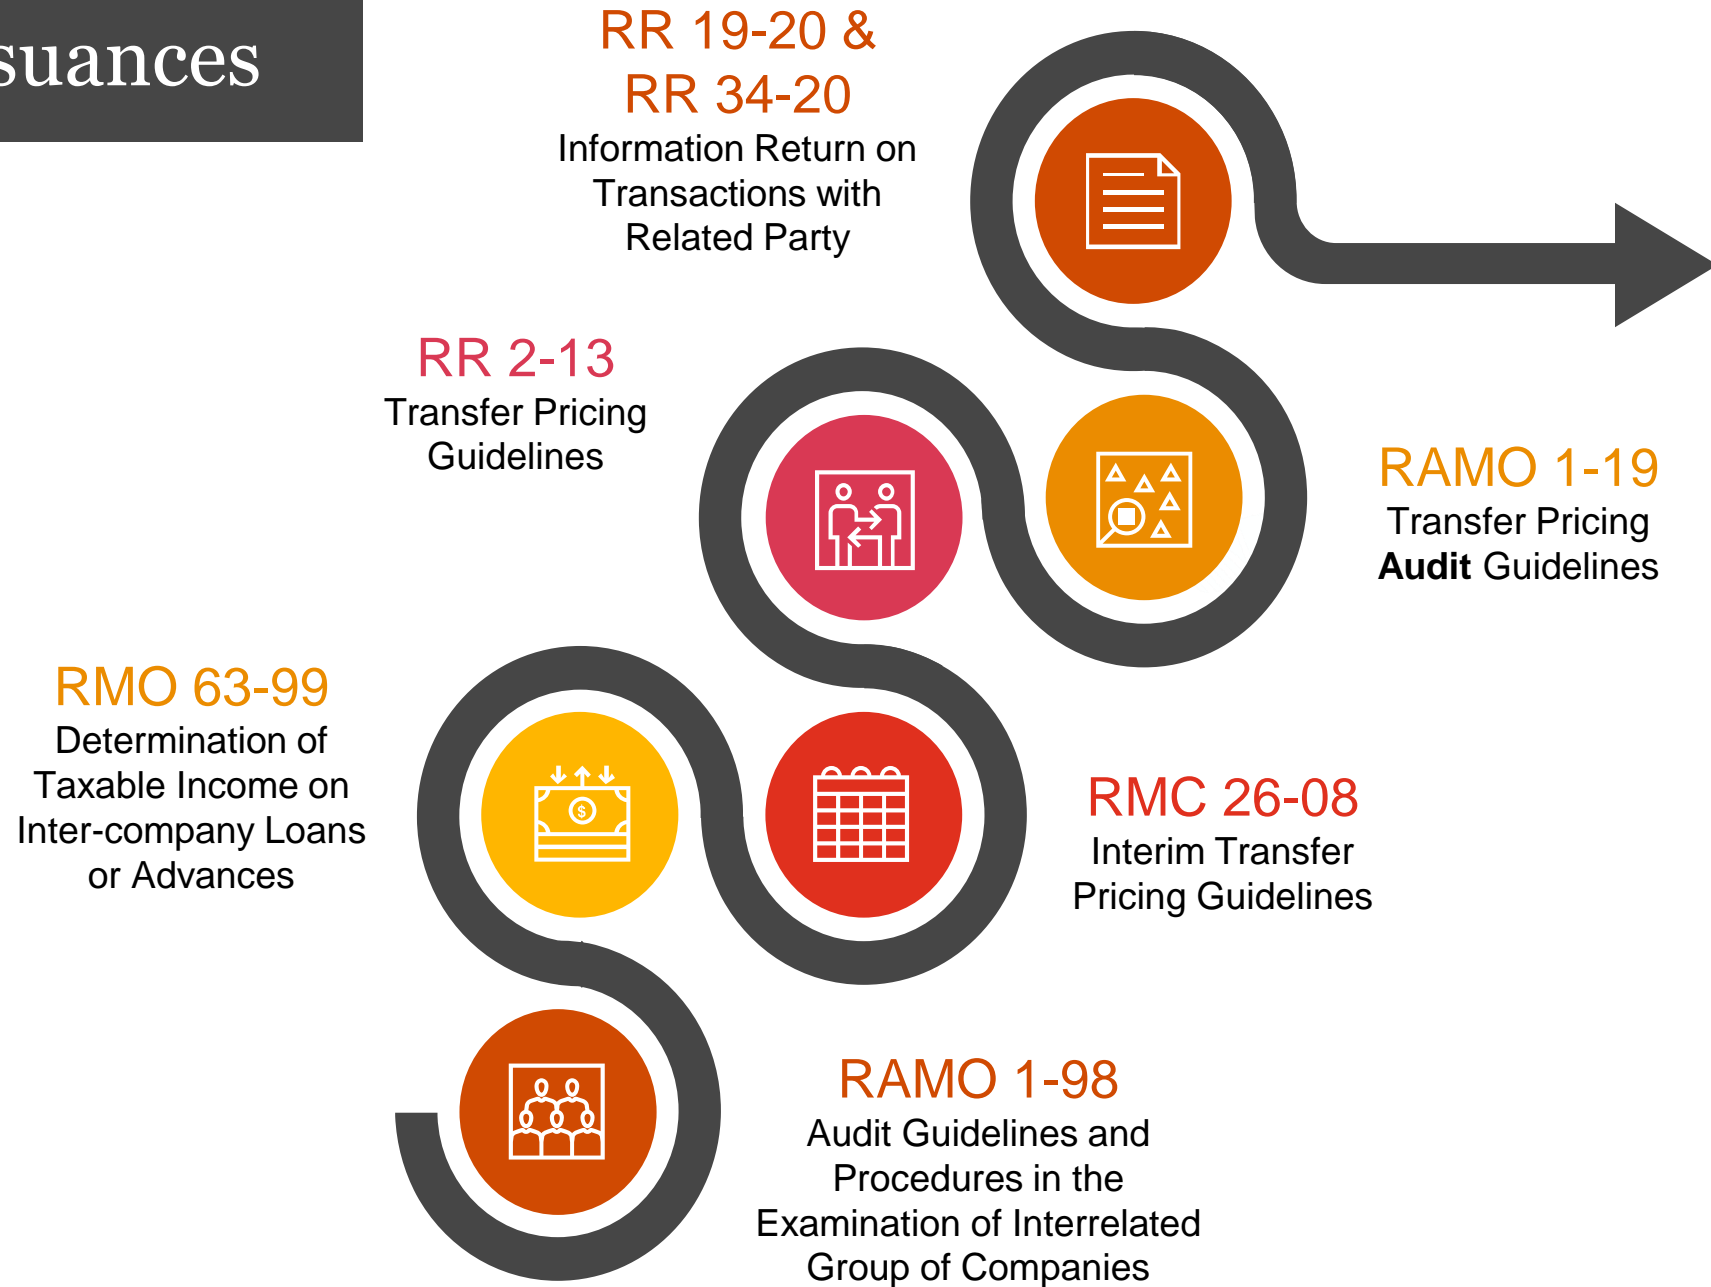 suances
RR 19-20 &
RR 34-20
Information Return on
Transactions with
Related Party
RR 2-13
Transfer Pricing
Guidelines
RAMO 1-19
Transfer Pricing
Audit Guidelines
RMO 63-99
Determination of
Taxable Income on
Inter-company Loans
or Advances
$
RMC 26-08
Interim Transfer
Pricing Guidelines
RAMO 1-98
Audit Guidelines and
Procedures in the
Examination of Interrelated
Group of Companies